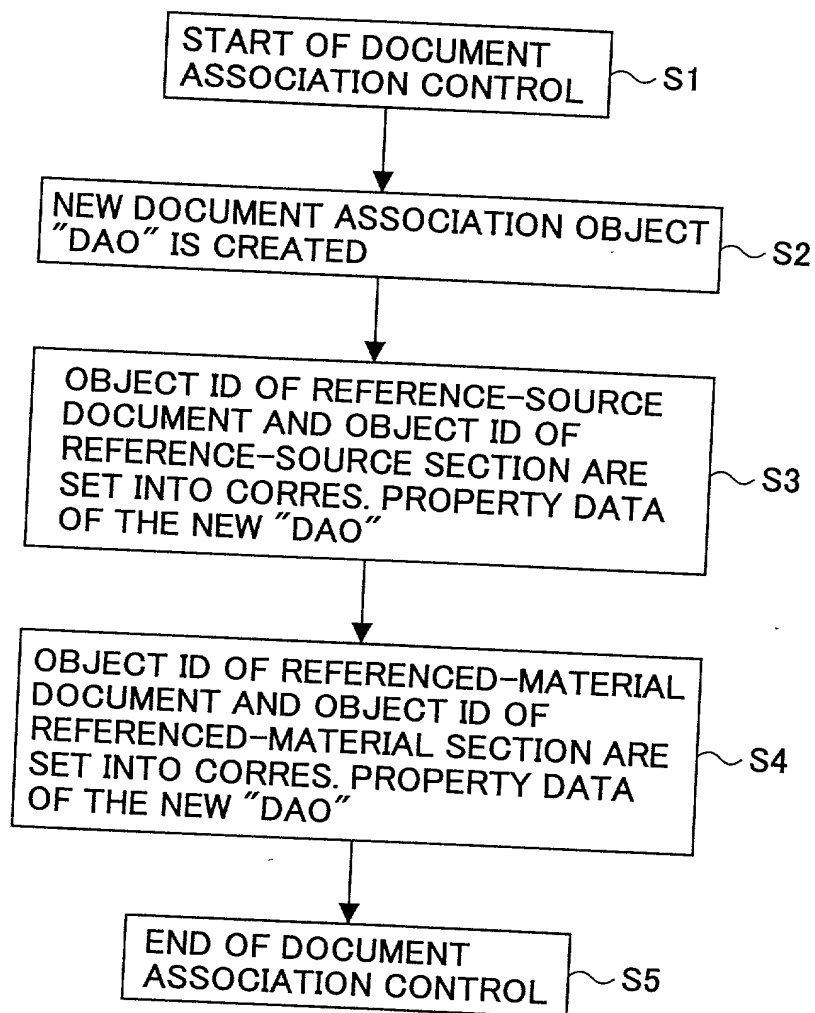 START OF DOCUMENT
ASSOCIATION CONTROL
S1
NEW DOCUMENT ASSOCIATION OBJECT
"DAO" IS CREATED
S2
OBJECT ID OF REFERENCE-SOURCE
DOCUMENT AND OBJECT ID OF
REFERENCE-SOURCE SECTION ARE
SET INTO CORRES. PROPERTY DATA
OF THE NEW "DAO"
S3
OBJECT ID OF REFERENCED-MATERIAL
DOCUMENT AND OBJECT ID OF
REFERENCED-MATERIAL SECTION ARE
SET INTO CORRES. PROPERTY DATA
OF THE NEW "DAO"
S4
END OF DOCUMENT
ASSOCIATION CONTROL
S5